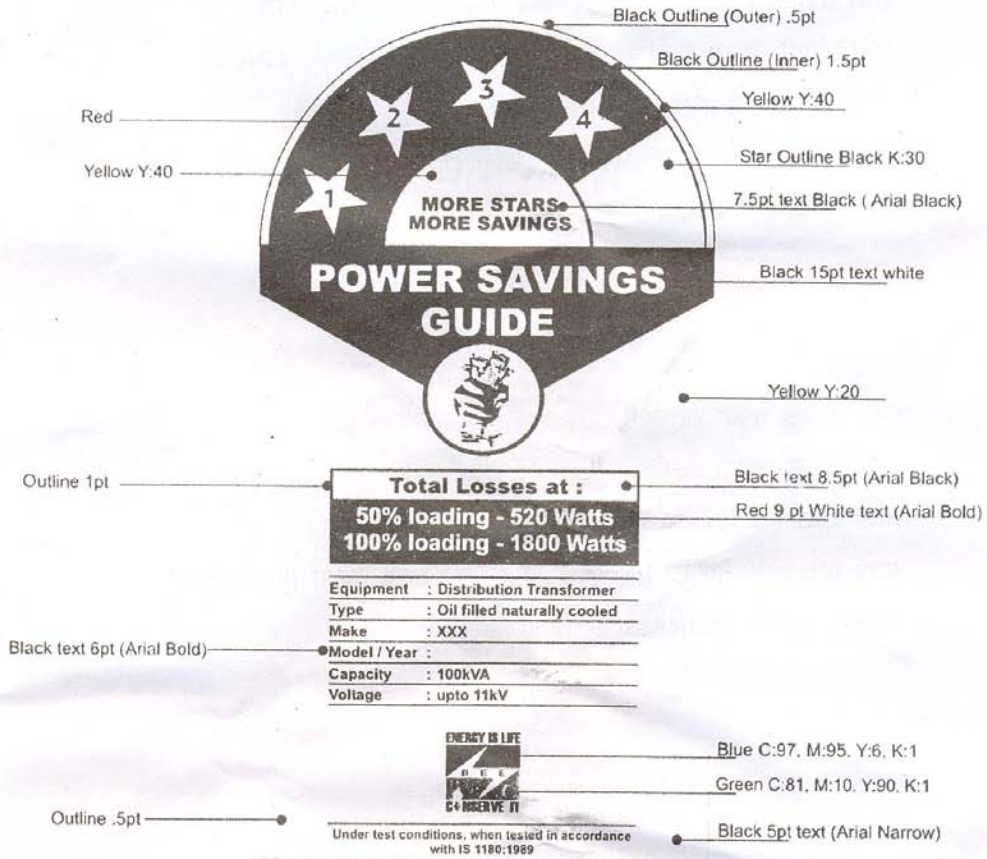 Black Outline (Outer) .5pt
Black Outline (Inner) 1.5pt
Yellow Y:40
Red
Star Outline Black K:30
Yellow Y:40
7.5pt text Black ( Arial Black)
1
2
3
4
MORE STARS
MORE SAVINGS
Black 15pt text white
POWER SAVINGS
GUIDE
Yellow Y:20
Outline 1pt
Total Losses at :
Black text 8.5pt (Arial Black)
50% loading - 520 Watts
Red 9 pt White text (Arial Bold)
100% loading - 1800 Watts
Equipment : Distribution Transformer
Type : Oil filled naturally cooled
Make : XXX
Black text 6pt (Arial Bold)
Model / Year :
Capacity : 100kVA
Voltage : upto 11kV
ENERGY IS LIFE
BEE
CONSERVE IT
Blue C:97, M:95, Y:6, K:1
Green C:81, M:10, Y:90, K:1
Outline .5pt
Under test conditions, when tested in accordance
with IS 1180:1989
Black 5pt text (Arial Narrow)